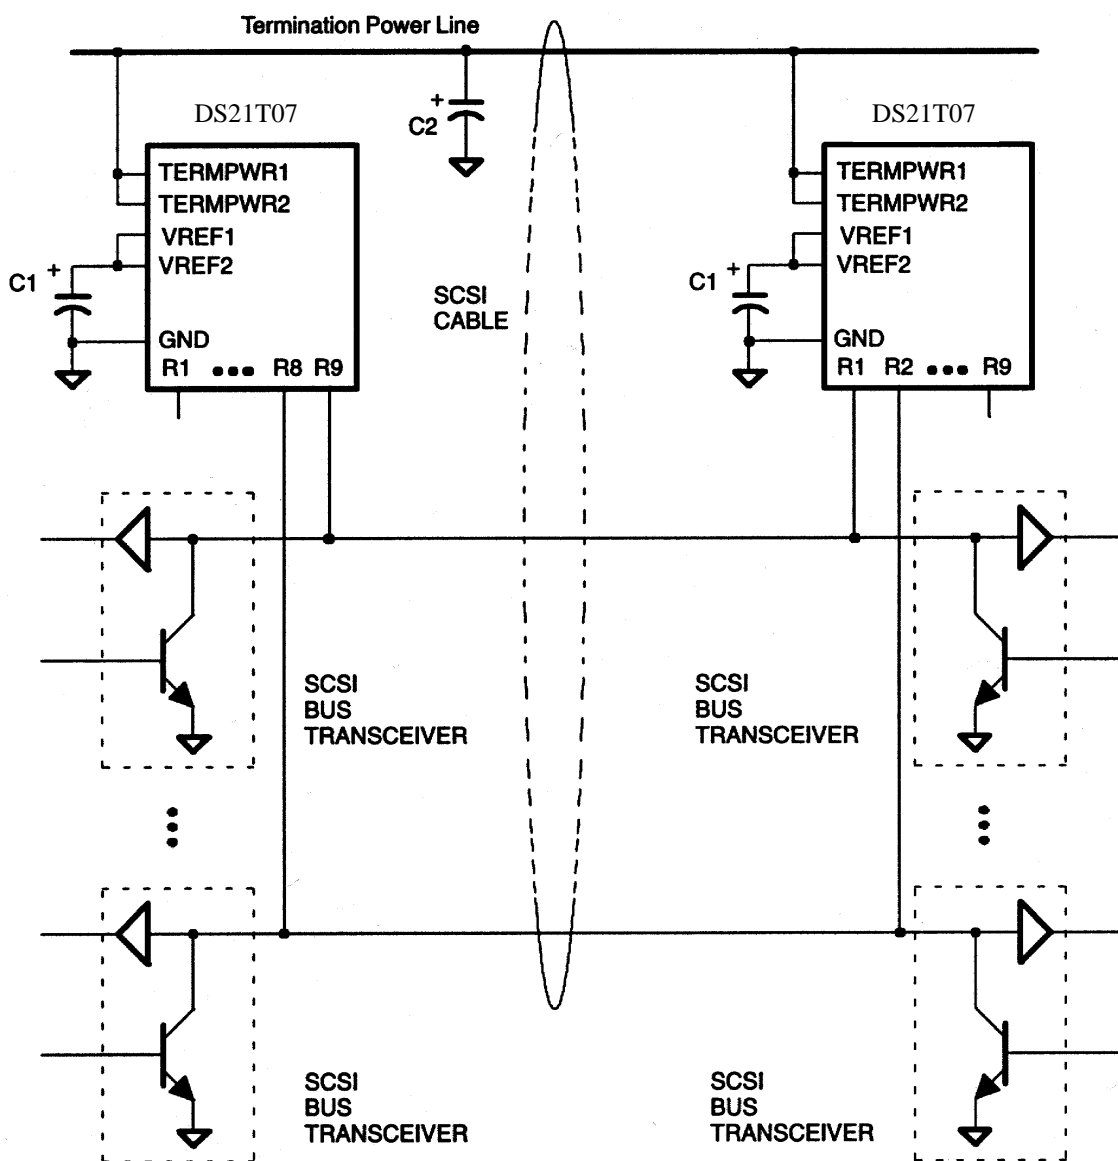 Termination Power Line
DS21T07
TERMPWR1
TERMPWR2
VREF1
VREF2
C1 +
GND
R1 ••• R8 R9
+
C2
DS21T07
TERMPWR1
TERMPWR2
VREF1
VREF2
C1 +
GND
R1 R2 ••• R9
SCSI
CABLE
SCSI
BUS
TRANSCEIVER
SCSI
BUS
TRANSCEIVER
SCSI
BUS
TRANSCEIVER
SCSI
BUS
TRANSCEIVER